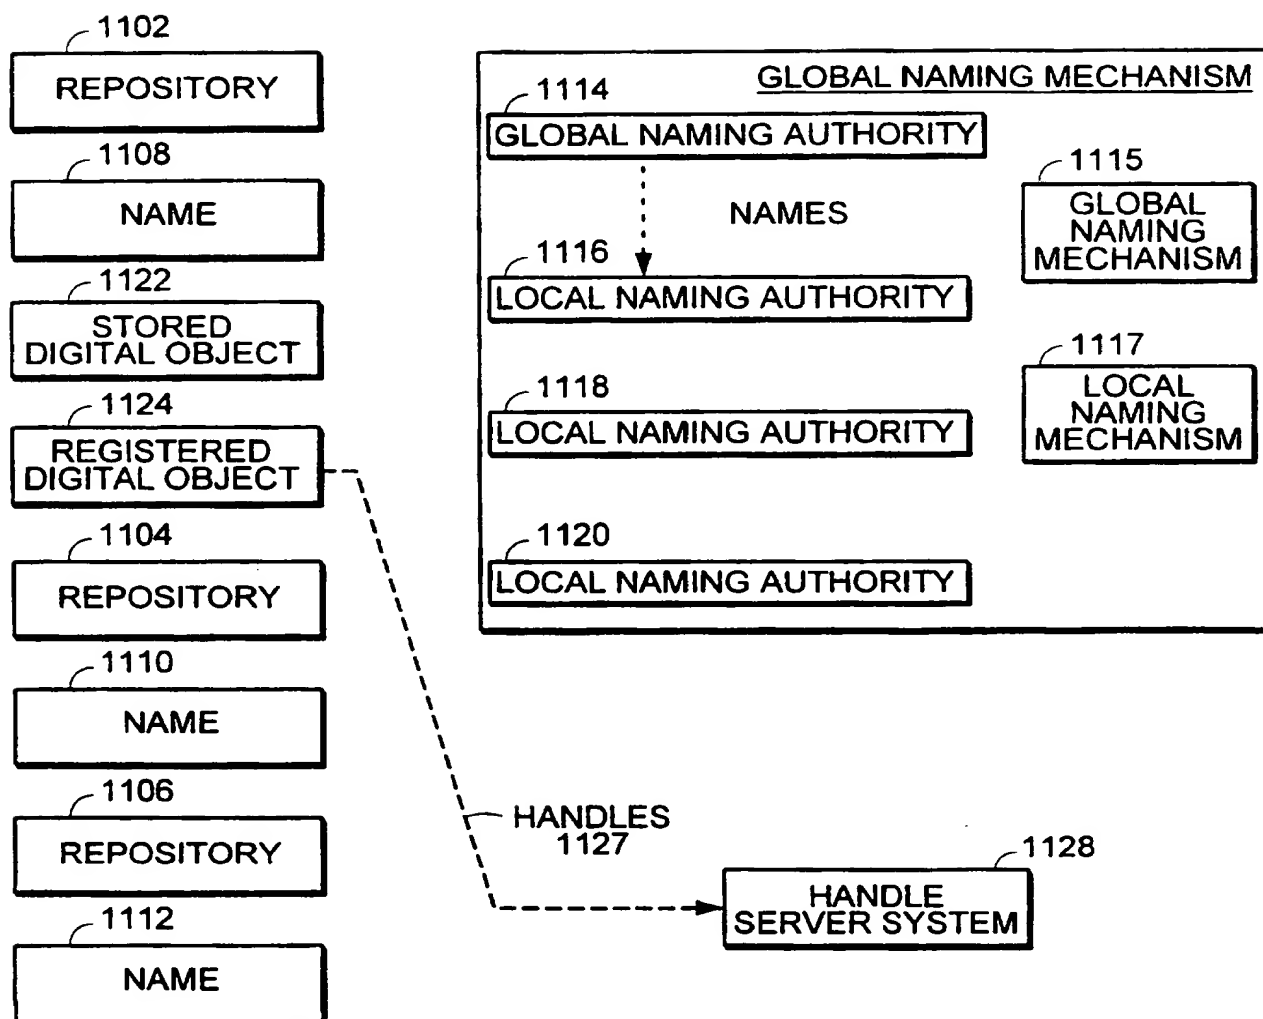 1102
REPOSITORY
1108
NAME
1122
STORED
DIGITAL OBJECT
1124
REGISTERED
DIGITAL OBJECT
1104
REPOSITORY
1110
NAME
1106
REPOSITORY
1112
NAME
GLOBAL NAMING MECHANISM
1114
GLOBAL NAMING AUTHORITY
NAMES
1116
LOCAL NAMING AUTHORITY
1118
LOCAL NAMING AUTHORITY
1120
LOCAL NAMING AUTHORITY
1115
GLOBAL
NAMING
MECHANISM
1117
LOCAL
NAMING
MECHANISM
HANDLES
1127
1128
HANDLE
SERVER SYSTEM